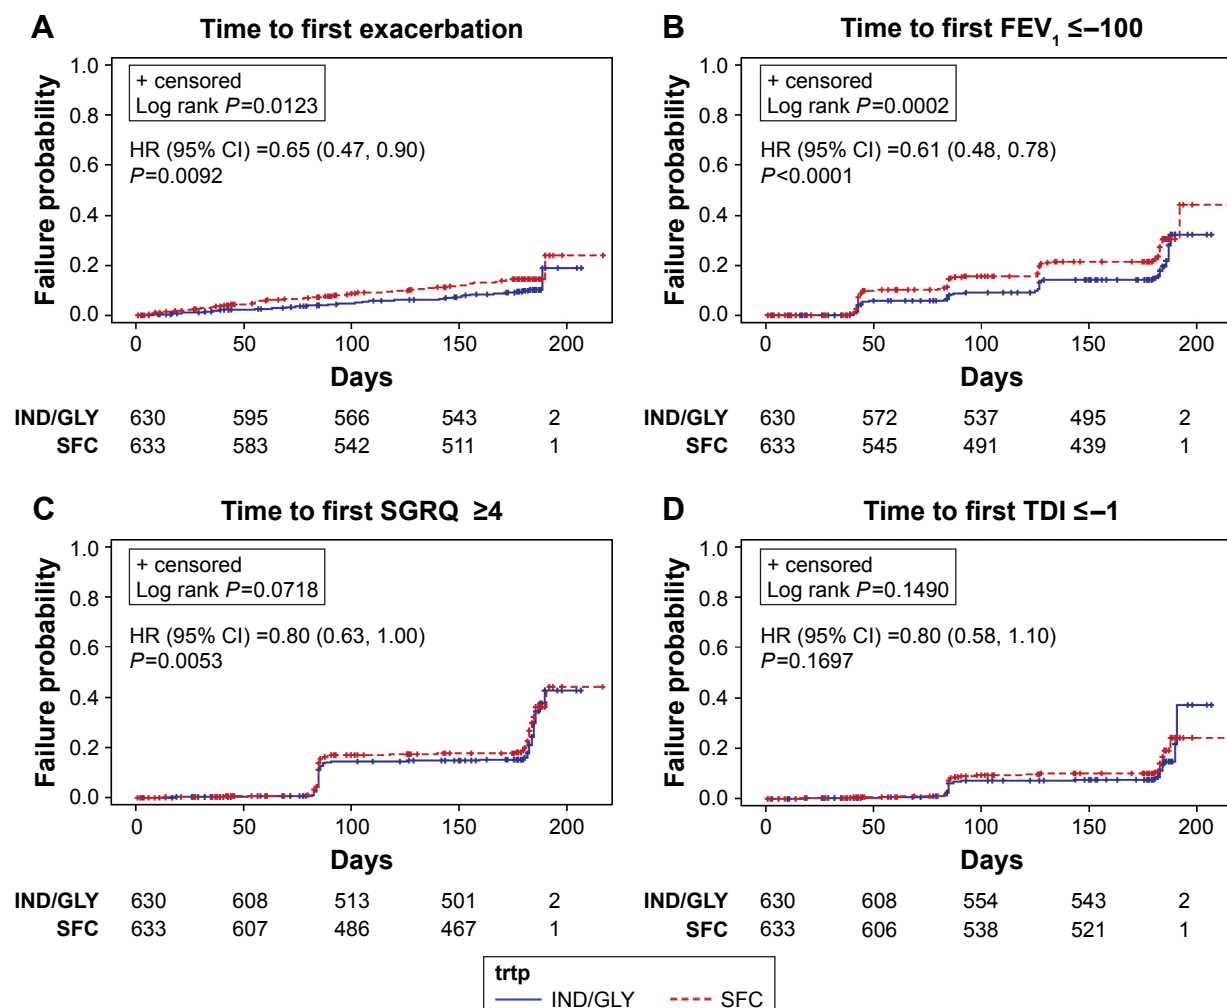 A Time to first exacerbation
1.0
0.8
0.6
0.4
0.2
0.0
Failure probability
+ censored
Log rank P=0.0123
HR (95% CI) =0.65 (0.47, 0.90)
P=0.0092
0 50 100 150 200
Days
IND/GLY 630 595 566 543 2
SFC 633 583 542 511 1
B Time to first FEV1 ≤–100
1.0
0.8
0.6
0.4
0.2
0.0
Failure probability
+ censored
Log rank P=0.0002
HR (95% CI) =0.61 (0.48, 0.78)
P<0.0001
0 50 100 150 200
Days
IND/GLY 630 572 537 495 2
SFC 633 545 491 439 1
C Time to first SGRQ ≥4
1.0
0.8
0.6
0.4
0.2
0.0
Failure probability
+ censored
Log rank P=0.0718
HR (95% CI) =0.80 (0.63, 1.00)
P=0.0053
0 50 100 150 200
Days
IND/GLY 630 608 513 501 2
SFC 633 607 486 467 1
D Time to first TDI ≤–1
1.0
0.8
0.6
0.4
0.2
0.0
Failure probability
+ censored
Log rank P=0.1490
HR (95% CI) =0.80 (0.58, 1.10)
P=0.1697
0 50 100 150 200
Days
IND/GLY 630 608 554 543 2
SFC 633 606 538 521 1
trtp
IND/GLY SFC